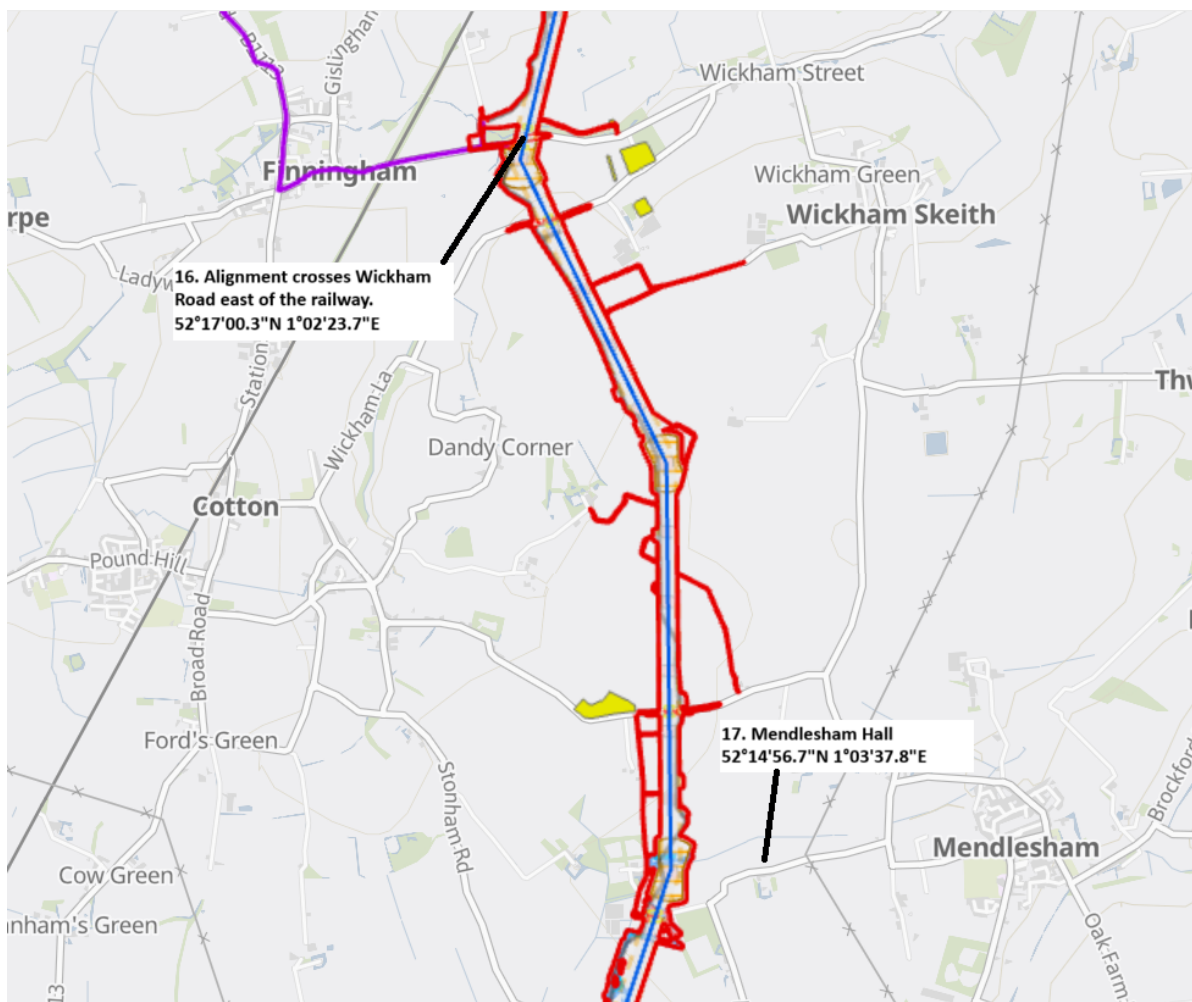 B1113
Gislingham
Wickham Street
Finningham
Wickham Green
Wickham Skeith
rpe
Ladyw
16. Alignment crosses Wickham
Road east of the railway.
52°17'00.3"N 1°02'23.7"E
Station
Wickham La
Thw
Dandy Corner
Cotton
Pound Hill
Broad Road
17. Mendlesham Hall
52°14'56.7"N 1°03'37.8"E
Ford's Green
Stonham Rd
Brockford
Mendlesham
Cow Green
nham's Green
Oak Farm
13